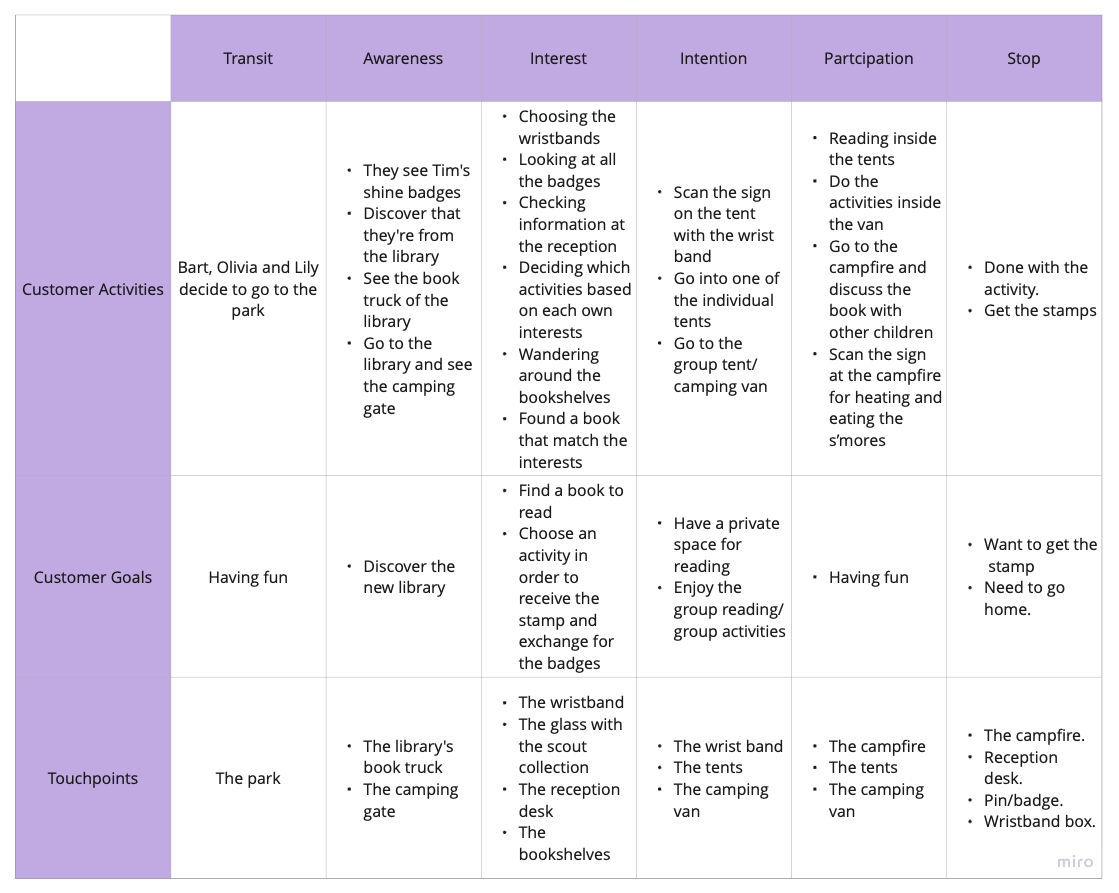 Transit
Awareness
Interest
Intention
Partcipation
Stop
Customer Activities
Bart, Olivia and Lily
decide to go to the
park
• They see Tim's
shine badges
• Discover that
they're from
the library
• See the book
truck of the
library
• Go to the
library and see
the camping
gate
• Choosing the
wristbands
• Looking at all
the badges
• Checking
information at
the reception
• Deciding which
activities based
on each own
interests
• Wandering
around the
bookshelves
• Found a book
that match the
interests
• Scan the sign
on the tent
with the wrist
band
• Go into one of
the individual
tents
• Go to the
group tent/
camping van
• Reading inside
the tents
• Do the
activities inside
the van
• Go to the
campfire and
discuss the
book with
other children
• Scan the sign
at the campfire
for heating and
eating the
s’mores
• Done with the
activity.
• Get the stamps
Customer Goals
Having fun
• Discover the
new library
• Find a book to
read
• Choose an
activity in
order to
receive the
stamp and
exchange for
the badges
• Have a private
space for
reading
• Enjoy the
group reading/
group activities
• Having fun
• Want to get the
stamp
• Need to go
home.
Touchpoints
The park
• The library's
book truck
• The camping
gate
• The wristband
• The glass with
the scout
collection
• The reception
desk
• The
bookshelves
• The wrist band
• The tents
• The camping
van
• The campfire
• The tents
• The camping
van
• The campfire.
• Reception
desk.
• Pin/badge.
• Wristband box.
miro